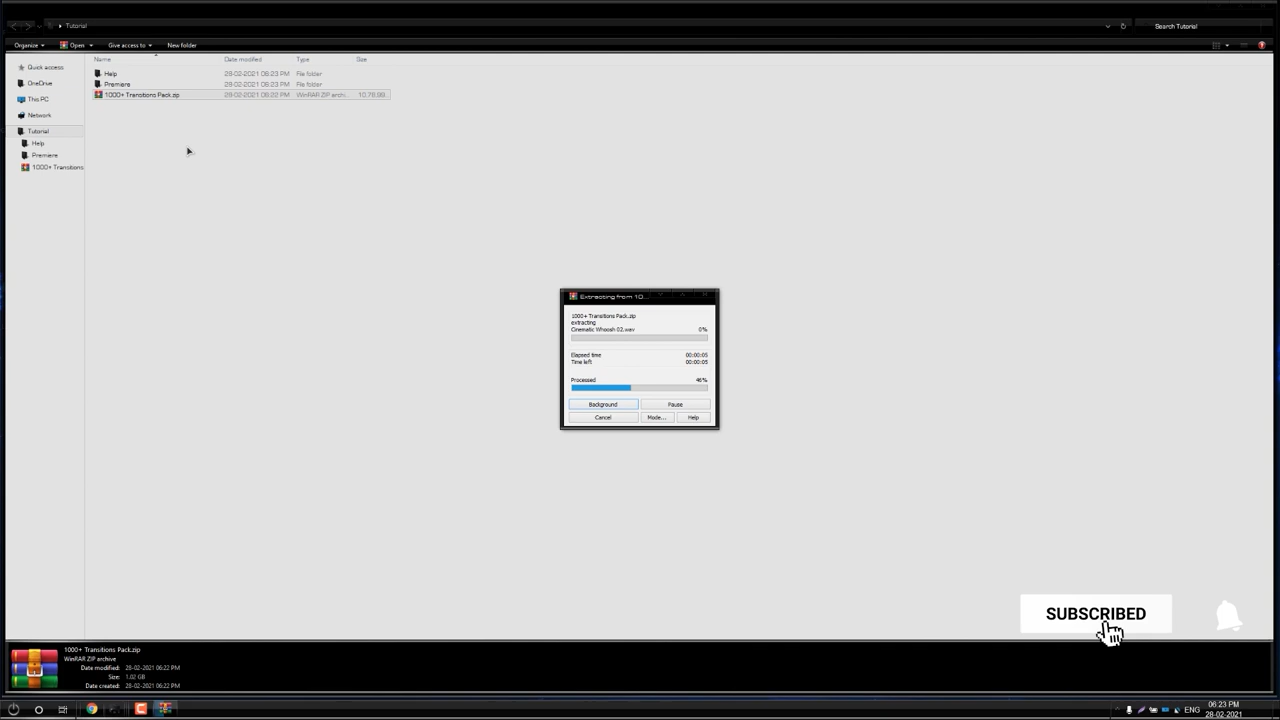 Tutorial
Search Tutorial
Organize Open Give access to New folder
Name Date modified Type Size
Help 28-02-2021 06:23 PM File folder
Premiere 28-02-2021 06:23 PM File folder
1000+ Transitions Pack.zip 28-02-2021 06:22 PM WinRAR ZIP archi...
Quick access
OneDrive
This PC
Network
Tutorial
Help
Premiere
1000+ Transitions
Extracting from 10...
1000+ Transitions Pack.zip
extracting
Cinematic Whoosh 02.wav 0%
Elapsed time 00:00:05
Time left 00:00:05
Processed 46%
Background Pause
Cancel Mode... Help
SUBSCRIBED
1000+ Transitions Pack.zip
WinRAR ZIP archive
Date modified: 28-02-2021 06:22 PM
Size: 1.02 GB
Date created: 28-02-2021 06:22 PM
ENG
06:23 PM
28-02-2021